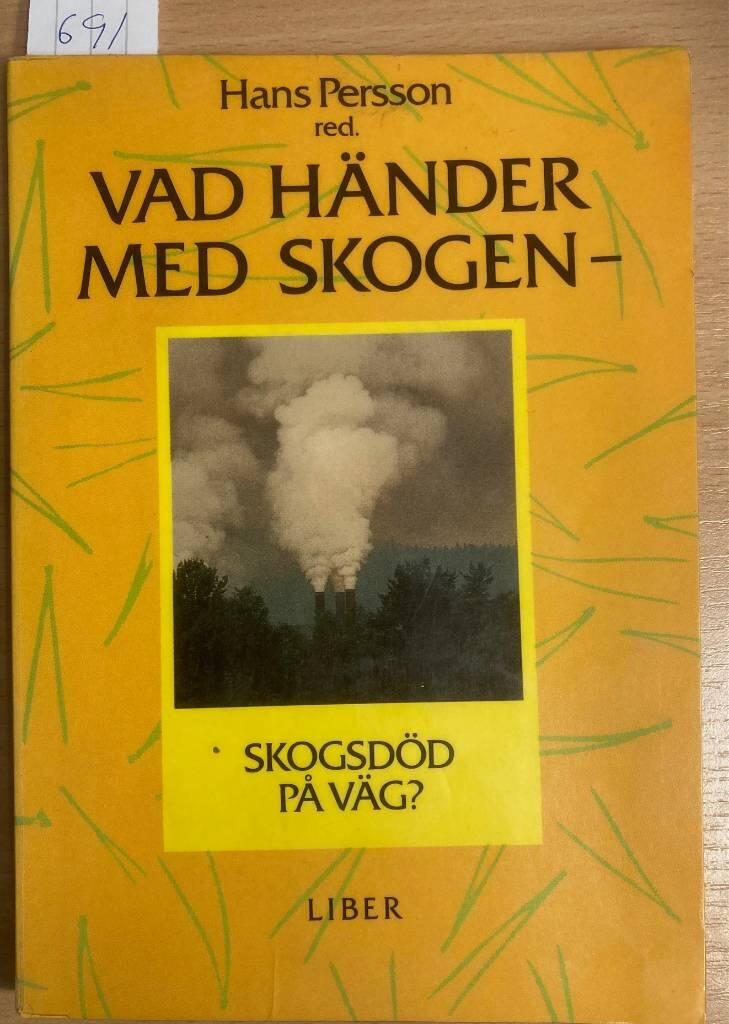 691
Hans Persson
red.
VAD HÄNDER
MED SKOGEN –
SKOGSDÖD
PÅ VÄG?
LIBER